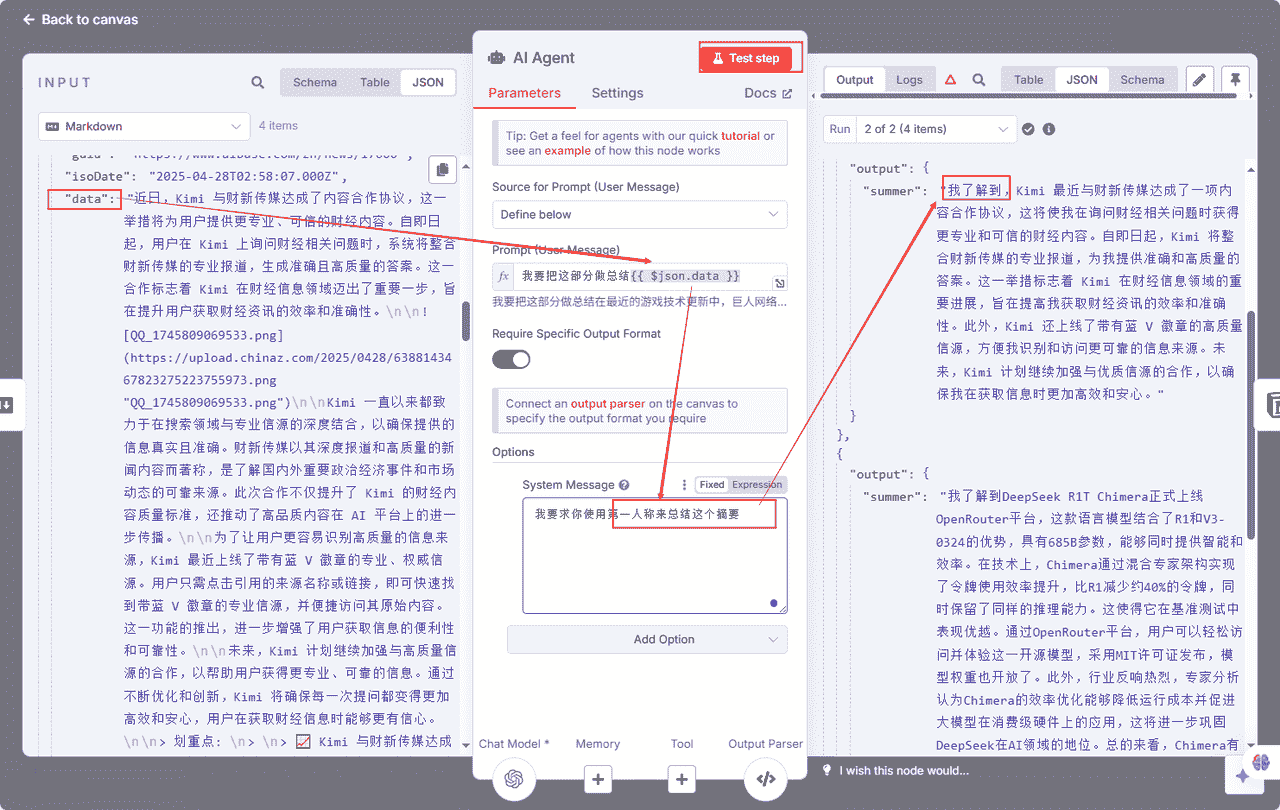 Back to canvas
INPUT
Schema
Table
JSON
Markdown
4 items
"isoDate": "2025-04-28T02:58:07.000Z",
"data": "近日，Kimi 与财新传媒达成了内容合作协议，这一
举措将为用户提供更专业、可信的财经内容。自即日
起，用户在 Kimi 上询问财经相关问题时，系统将整合
财新传媒的专业报道，生成准确且高质量的答案。这一
合作标志着 Kimi 在财经信息领域迈出了重要一步，旨
在提升用户获取财经资讯的效率和准确性。\n\n!
[QQ_1745809069533.png]
(https://upload.chinaz.com/2025/0428/63881434
67823275223755973.png
"QQ_1745809069533.png")\n\nKimi 一直以来都致
力于在搜索领域与专业信源的深度结合，以确保提供的
信息真实且准确。财新传媒以其深度报道和高质量的新
闻内容而著称，是了解国内外重要政治经济事件和市场
动态的可靠来源。此次合作不仅提升了 Kimi 的财经内
容质量标准，还推动了高品质内容在 AI 平台上的进一
步传播。\n\n为了让用户更容易识别高质量的信息来
源，Kimi 最近上线了带有蓝 V 徽章的专业、权威信
源。用户只需点击引用的来源名称或链接，即可快速找
到带蓝 V 徽章的专业信源，并便捷访问其原始内容。
这一功能的推出，进一步增强了用户获取信息的便利性
和可靠性。\n\n未来，Kimi 计划继续加强与高质量信
源的合作，以帮助用户获得更专业、可靠的信息。通过
不断优化和创新，Kimi 将确保每一次提问都变得更加
高效和安心，用户在获取财经信息时能够更有信心。
\n\n> 划重点: \n> \n> 📈 Kimi 与财新传媒达成
AI Agent
Test step
Parameters
Settings
Docs
Tip: Get a feel for agents with our quick tutorial or
see an example of how this node works
Source for Prompt (User Message)
Define below
Prompt (User Message)
fx 我要把这部分做总结{{ $json.data }}
我要把这部分做总结在最近的游戏技术更新中，巨人网络...
Require Specific Output Format
Connect an output parser on the canvas to
specify the output format you require
Options
System Message
Fixed
Expression
我要求你使用第一人称来总结这个摘要
Add Option
Chat Model *
Memory
Tool
Output Parser
Output
Logs
Table
JSON
Schema
Run
2 of 2 (4 items)
"output": {
"summer": "我了解到，Kimi 最近与财新传媒达成了一项内
容合作协议，这将使我在询问财经相关问题时获得
更专业和可信的财经内容。自即日起，Kimi 将整
合财新传媒的专业报道，为我提供准确和高质量的
答案。这一举措标志着 Kimi 在财经信息领域的重
要进展，旨在提高我获取财经资讯的效率和准确
性。此外，Kimi 还上线了带有蓝 V 徽章的高质量
信源，方便我识别和访问更可靠的信息来源。未
来，Kimi 计划继续加强与优质信源的合作，以确
保我在获取信息时更加高效和安心。"
}
},
{
"output": {
"summer": "我了解到DeepSeek R1T Chimera正式上线
OpenRouter平台，这款语言模型结合了R1和V3-
0324的优势，具有685B参数，能够同时提供智能和
效率。在技术上，Chimera通过混合专家架构实现
了令牌使用效率提升，比R1减少约40%的令牌，同
时保留了同样的推理能力。这使得它在基准测试中
表现优越。通过OpenRouter平台，用户可以轻松访
问并体验这一开源模型，采用MIT许可证发布，模
型权重也开放了。此外，行业反响热烈，专家分析
认为Chimera的效率优化能够降低运行成本并促进
大模型在消费级硬件上的应用，这将进一步巩固
DeepSeek在AI领域的地位。总的来看，Chimera有
I wish this node would...